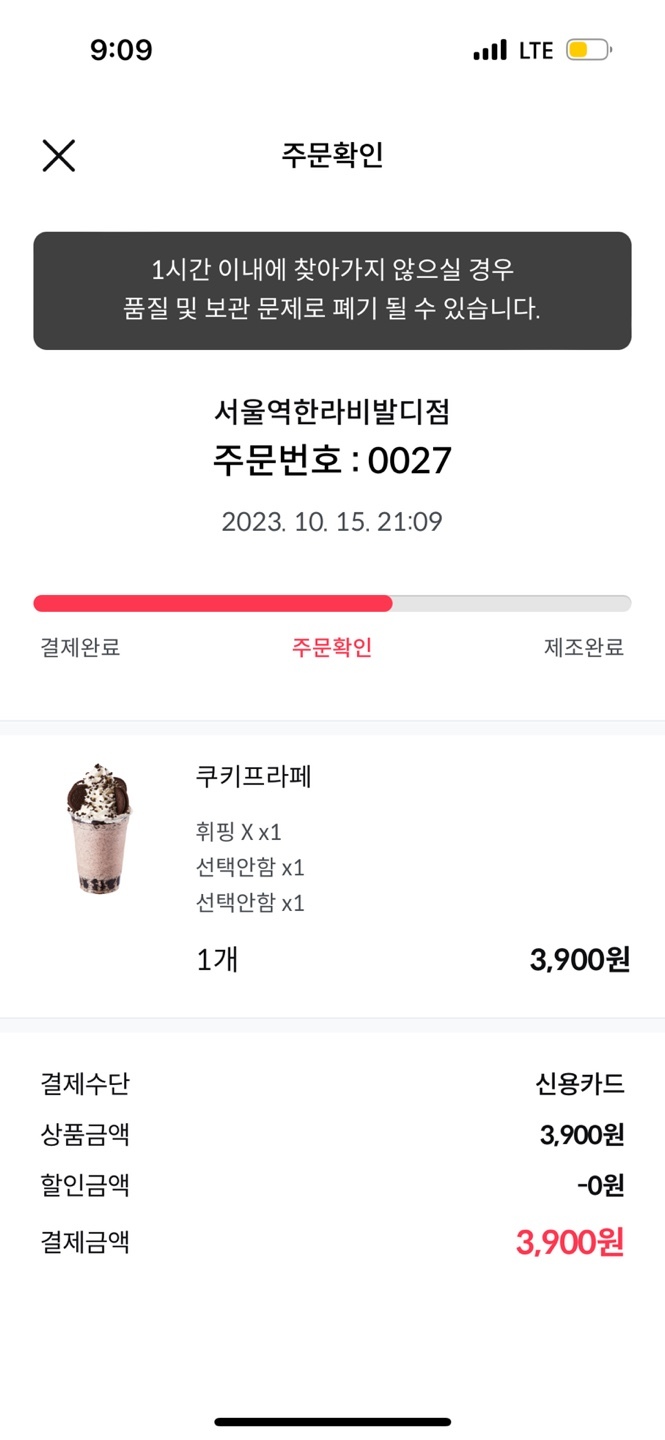 9:09 LTE
주문확인
1시간 이내에 찾아가지 않으실 경우
품질 및 보관 문제로 폐기 될 수 있습니다.
서울역한라비발디점
주문번호 : 0027
2023. 10. 15. 21:09
결제완료 주문확인 제조완료
쿠키프라페
휘핑 X x1
선택안함 x1
선택안함 x1
1개 3,900원
결제수단 신용카드
상품금액 3,900원
할인금액 -0원
결제금액 3,900원